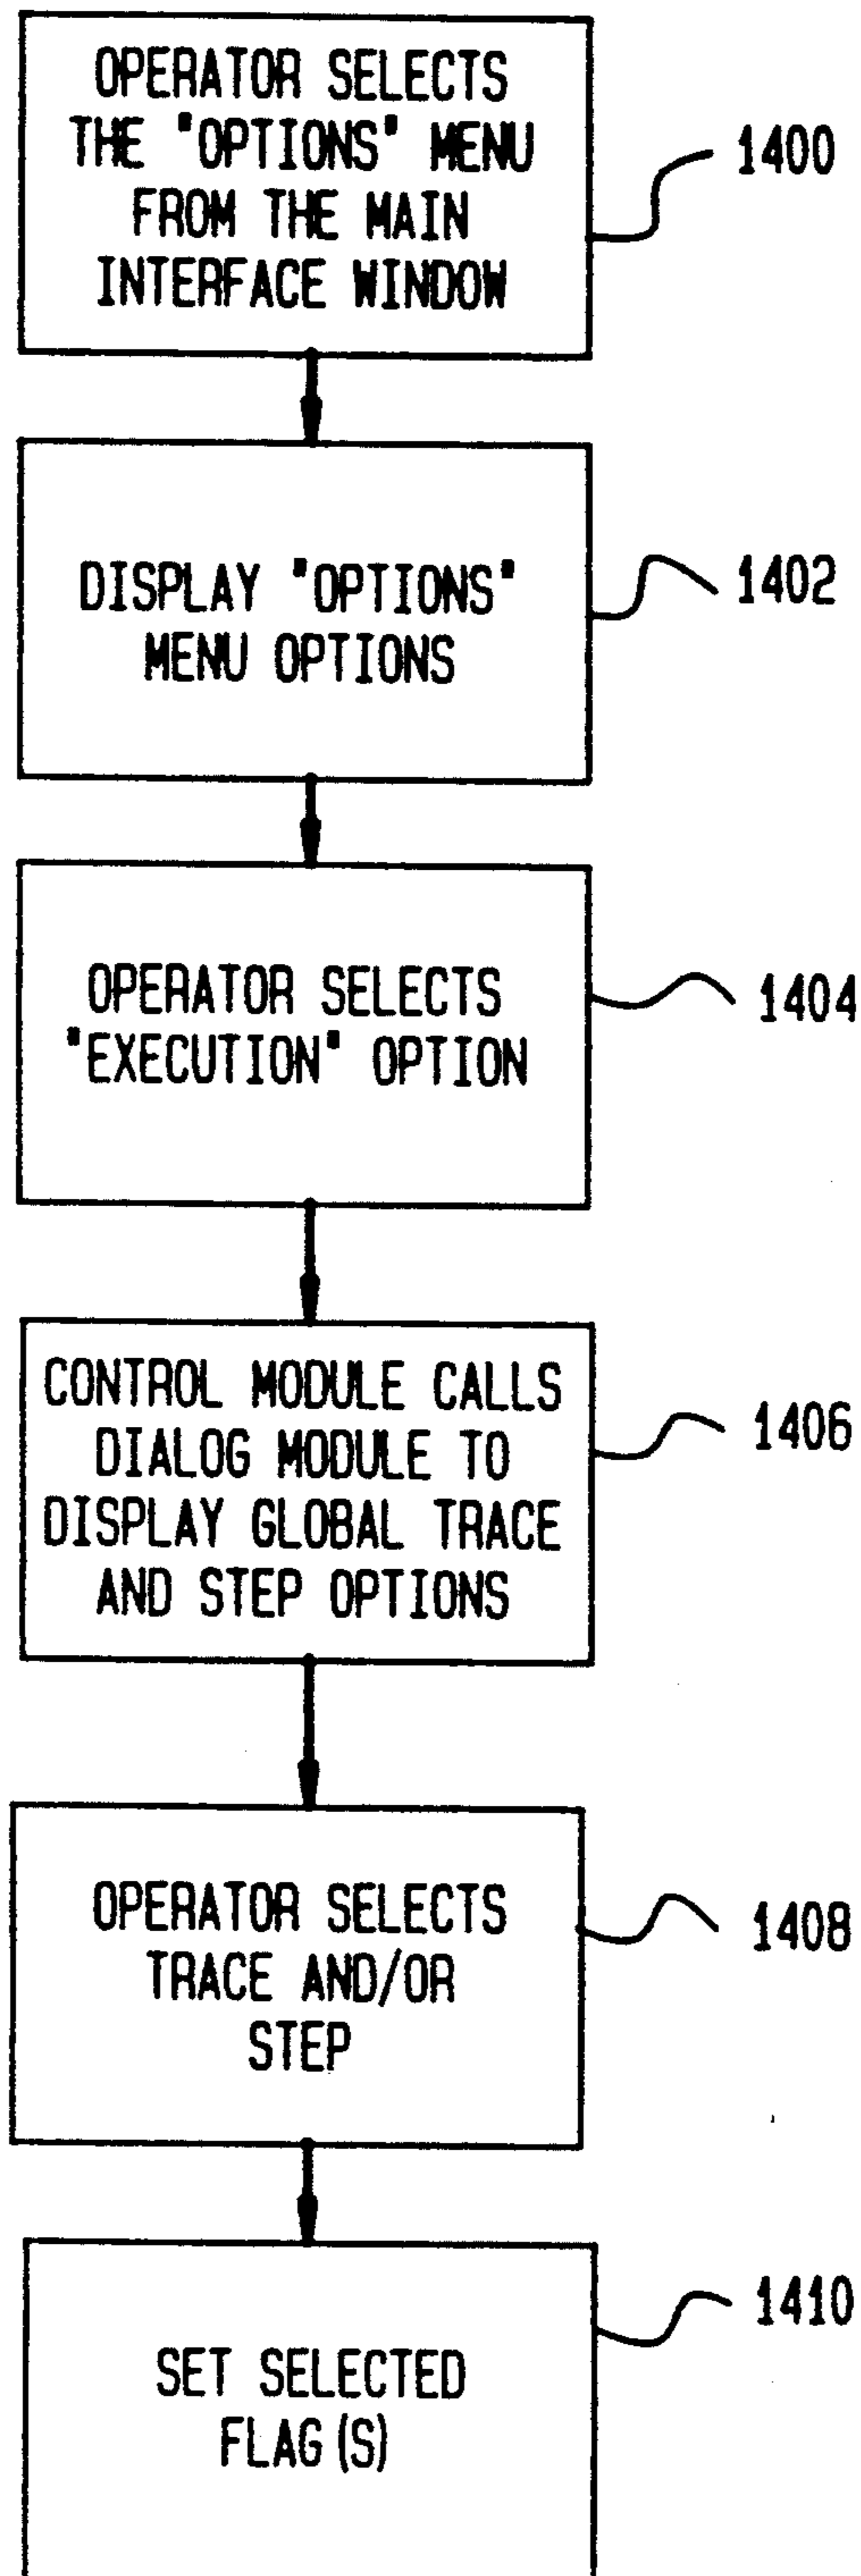 OPERATOR SELECTS
THE "OPTIONS" MENU
FROM THE MAIN
INTERFACE WINDOW
1400
DISPLAY "OPTIONS"
MENU OPTIONS
1402
OPERATOR SELECTS
"EXECUTION" OPTION
1404
CONTROL MODULE CALLS
DIALOG MODULE TO
DISPLAY GLOBAL TRACE
AND STEP OPTIONS
1406
OPERATOR SELECTS
TRACE AND/OR
STEP
1408
SET SELECTED
FLAG(S)
1410